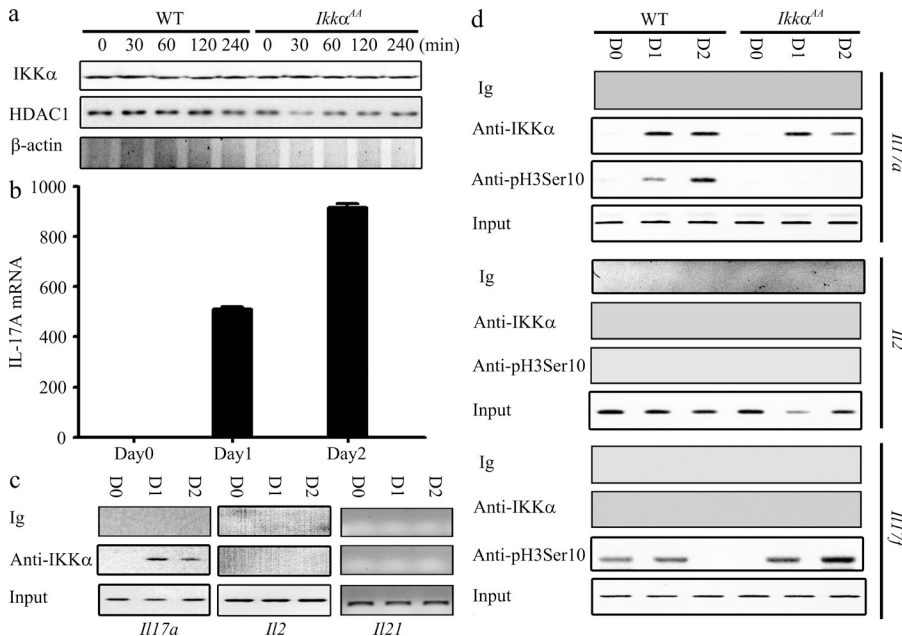 a
WT
Ikkα^AA
0 30 60 120 240 0 30 60 120 240 (min)
IKKα
HDAC1
β-actin
b
1000
800
600
400
200
0
IL-17A mRNA
Day0 Day1 Day2
c
D0 D1 D2 D0 D1 D2 D0 D1 D2
Ig
Anti-IKKα
Input
Il17a Il2 Il21
d
WT Ikkα^AA
D0 D1 D2 D0 D1 D2
Ig
Anti-IKKα
Anti-pH3Ser10
Input
Il17a
Ig
Anti-IKKα
Anti-pH3Ser10
Input
Il2
Ig
Anti-IKKα
Anti-pH3Ser10
Input
Il17f